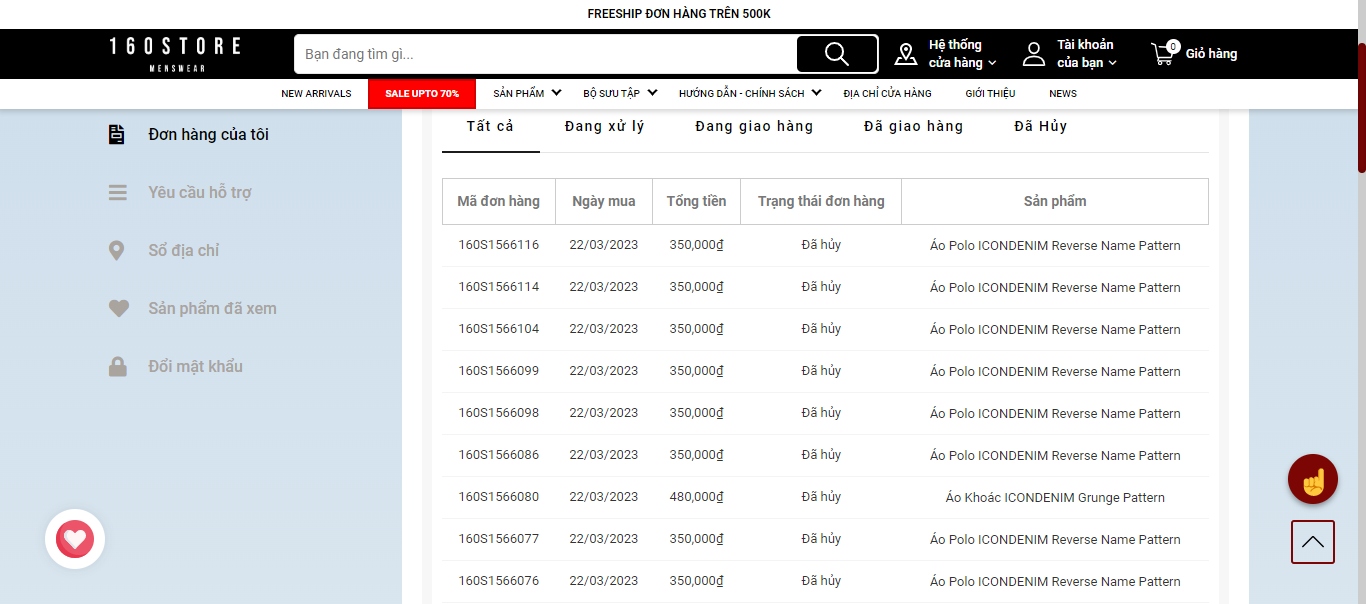 FREESHIP ĐƠN HÀNG TRÊN 500K
160STORE
MENSWEAR
Bạn đang tìm gì...
Hệ thống
cửa hàng
Tài khoản
của bạn
0
Giỏ hàng
NEW ARRIVALS SALE UPTO 70% SẢN PHẨM BỘ SƯU TẬP HƯỚNG DẪN - CHÍNH SÁCH ĐỊA CHỈ CỬA HÀNG GIỚI THIỆU NEWS
Đơn hàng của tôi
Yêu cầu hỗ trợ
Sổ địa chỉ
Sản phẩm đã xem
Đổi mật khẩu
Tất cả Đang xử lý Đang giao hàng Đã giao hàng Đã Hủy
Mã đơn hàng Ngày mua Tổng tiền Trạng thái đơn hàng Sản phẩm
160S1566116 22/03/2023 350,000₫ Đã hủy Áo Polo ICONDENIM Reverse Name Pattern
160S1566114 22/03/2023 350,000₫ Đã hủy Áo Polo ICONDENIM Reverse Name Pattern
160S1566104 22/03/2023 350,000₫ Đã hủy Áo Polo ICONDENIM Reverse Name Pattern
160S1566099 22/03/2023 350,000₫ Đã hủy Áo Polo ICONDENIM Reverse Name Pattern
160S1566098 22/03/2023 350,000₫ Đã hủy Áo Polo ICONDENIM Reverse Name Pattern
160S1566086 22/03/2023 350,000₫ Đã hủy Áo Polo ICONDENIM Reverse Name Pattern
160S1566080 22/03/2023 480,000₫ Đã hủy Áo Khoác ICONDENIM Grunge Pattern
160S1566077 22/03/2023 350,000₫ Đã hủy Áo Polo ICONDENIM Reverse Name Pattern
160S1566076 22/03/2023 350,000₫ Đã hủy Áo Polo ICONDENIM Reverse Name Pattern